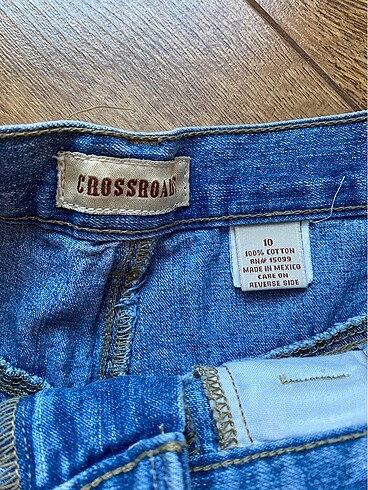 CROSSROADS
10
100% COTTON
RN# 15099
MADE IN MEXICO
CARE ON
REVERSE SIDE